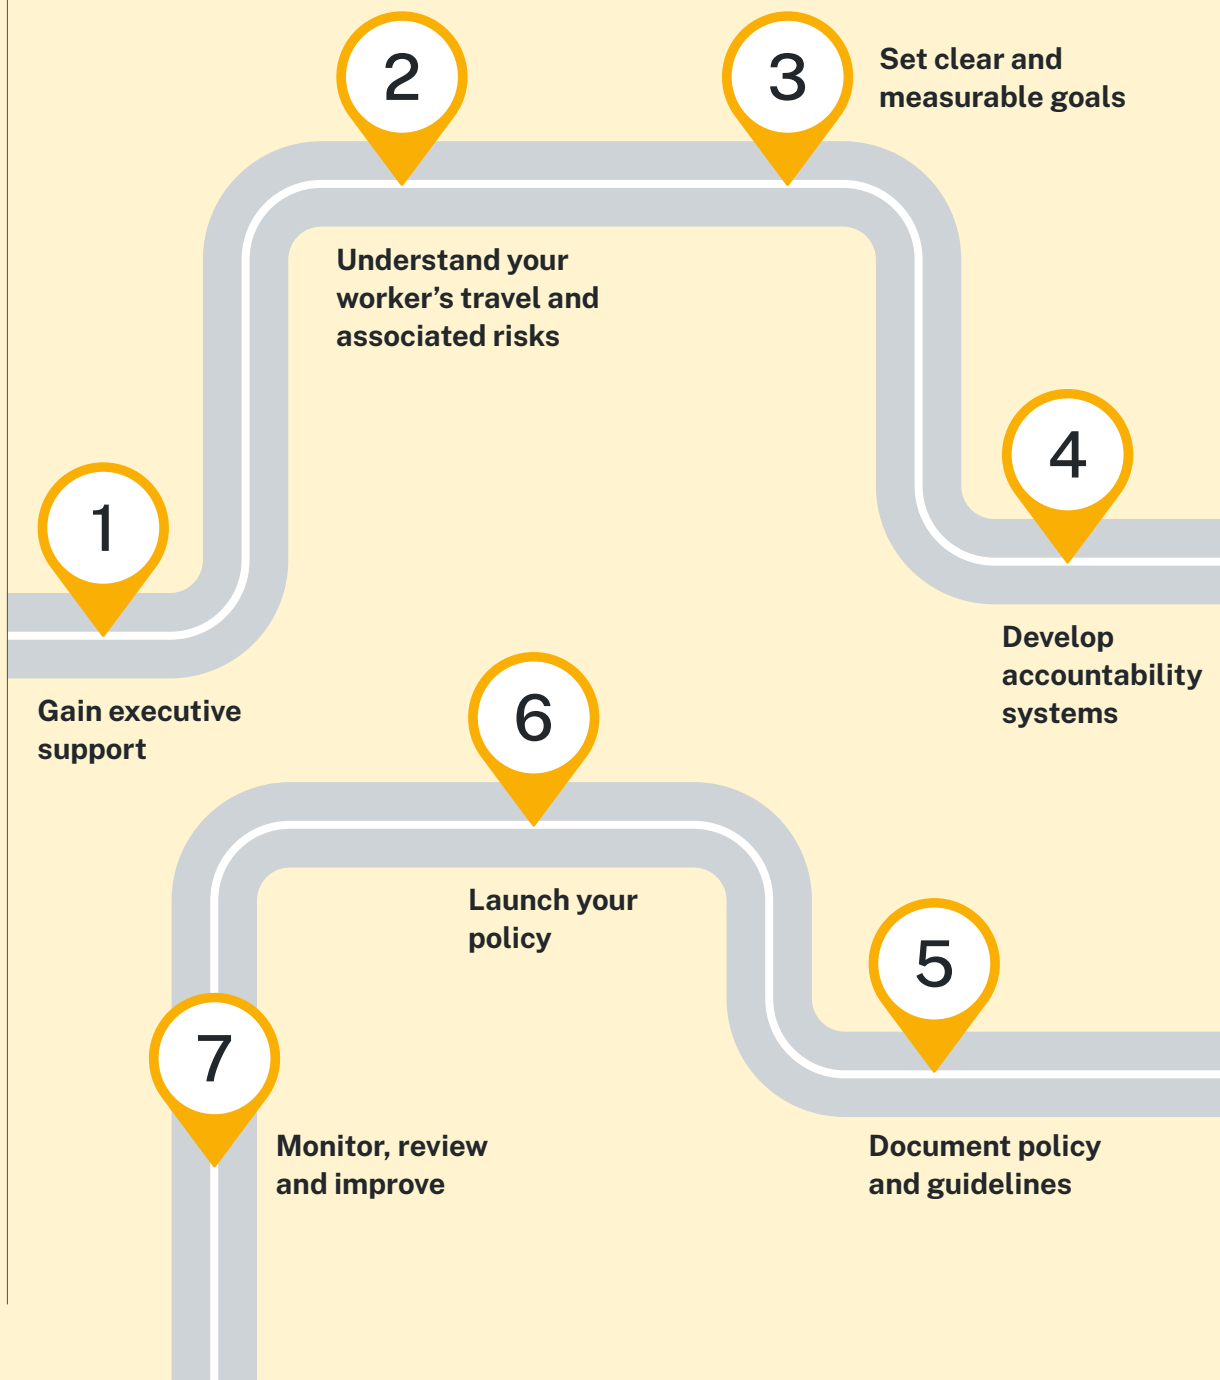 1
Gain executive
support
2
Understand your
worker’s travel and
associated risks
3
Set clear and
measurable goals
4
Develop
accountability
systems
5
Document policy
and guidelines
6
Launch your
policy
7
Monitor, review
and improve